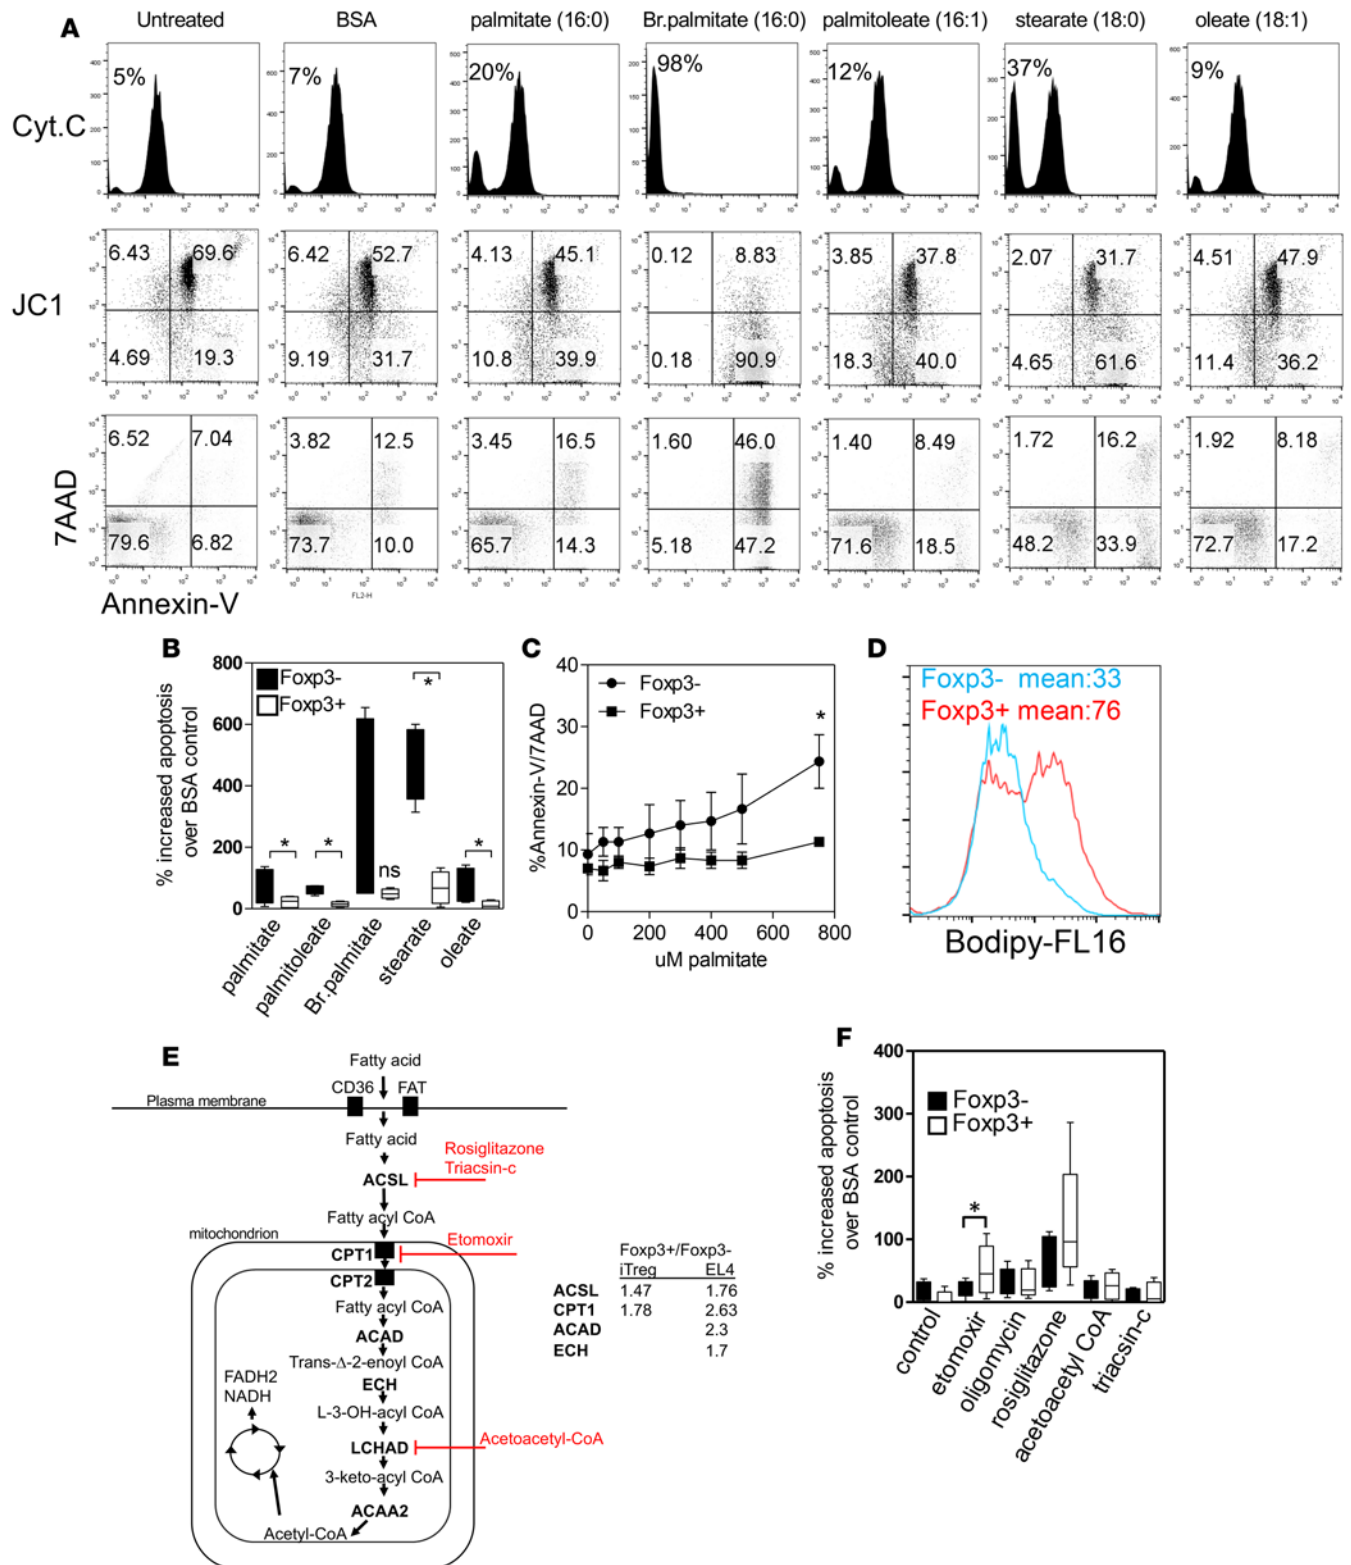 A
Untreated BSA palmitate (16:0) Br.palmitate (16:0) palmitoleate (16:1) stearate (18:0) oleate (18:1)
Cyt.C
5% 7% 20% 98% 12% 37% 9%
JC1
6.43 69.6 6.42 52.7 4.13 45.1 0.12 8.83 3.85 37.8 2.07 31.7 4.51 47.9
4.69 19.3 9.19 31.7 10.8 39.9 0.18 90.9 18.3 40.0 4.65 61.6 11.4 36.2
7AAD
6.52 7.04 3.82 12.5 3.45 16.5 1.60 46.0 1.40 8.49 1.72 16.2 1.92 8.18
79.6 6.82 73.7 10.0 65.7 14.3 5.18 47.2 71.6 18.5 48.2 33.9 72.7 17.2
Annexin-V
FL2-H
B
% increased apoptosis
over BSA control
800
600
400
200
0
Foxp3-
Foxp3+
* * ns * *
palmitate
palmitoleate
Br.palmitate
stearate
oleate
C
%Annexin-V/7AAD
40
30
20
10
0
Foxp3-
Foxp3+
*
0 200 400 600 800
uM palmitate
D
Foxp3- mean:33
Foxp3+ mean:76
Bodipy-FL16
E
Fatty acid
CD36 FAT
Plasma membrane
Fatty acid
Rosiglitazone
Triacsin-c
ACSL
Fatty acyl CoA
mitochondrion
Etomoxir
CPT1
CPT2
Fatty acyl CoA
ACAD
Trans-Δ-2-enoyl CoA
FADH2
NADH
ECH
L-3-OH-acyl CoA
Acetoacetyl-CoA
LCHAD
3-keto-acyl CoA
ACAA2
Acetyl-CoA
Foxp3+/Foxp3-
iTreg EL4
ACSL 1.47 1.76
CPT1 1.78 2.63
ACAD 2.3
ECH 1.7
F
% increased apoptosis
over BSA control
400
300
200
100
0
Foxp3-
Foxp3+
*
control
etomoxir
oligomycin
rosiglitazone
acetoacetyl CoA
triacsin-c